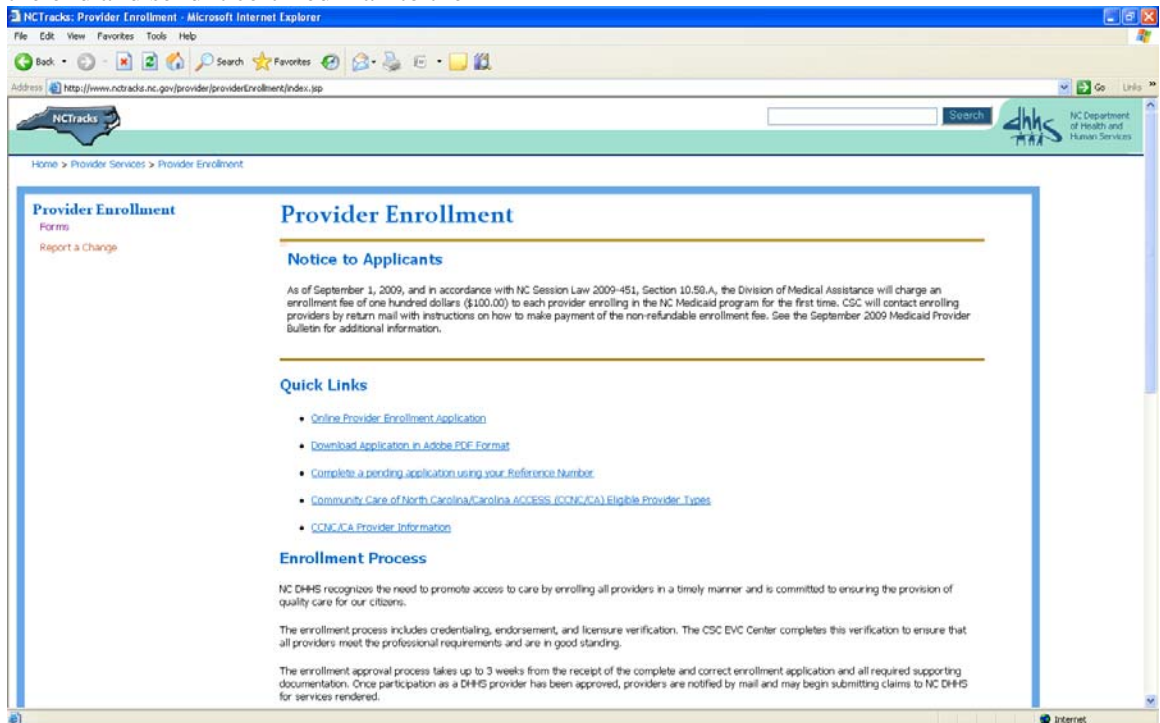 NCTracks: Provider Enrollment - Microsoft Internet Explorer
File Edit View Favorites Tools Help
Back Search Favorites
Address http://www.nctracks.nc.gov/provider/providerEnrollment/index.jsp Go Links »
NCTracks
Search
dhhs
NC Department
of Health and
Human Services
Home > Provider Services > Provider Enrollment
Provider Enrollment
Forms
Report a Change
Provider Enrollment
Notice to Applicants
As of September 1, 2009, and in accordance with NC Session Law 2009-451, Section 10.58.A, the Division of Medical Assistance will charge an
enrollment fee of one hundred dollars ($100.00) to each provider enrolling in the NC Medicaid program for the first time. CSC will contact enrolling
providers by return mail with instructions on how to make payment of the non-refundable enrollment fee. See the September 2009 Medicaid Provider
Bulletin for additional information.
Quick Links
• Online Provider Enrollment Application
• Download Application in Adobe PDF Format
• Complete a pending application using your Reference Number
• Community Care of North Carolina/Carolina ACCESS (CCNC/CA) Eligible Provider Types
• CCNC/CA Provider Information
Enrollment Process
NC DHHS recognizes the need to promote access to care by enrolling all providers in a timely manner and is committed to ensuring the provision of
quality care for our citizens.
The enrollment process includes credentialing, endorsement, and licensure verification. The CSC EVC Center completes this verification to ensure that
all providers meet the professional requirements and are in good standing.
The enrollment approval process takes up to 3 weeks from the receipt of the complete and correct enrollment application and all required supporting
documentation. Once participation as a DHHS provider has been approved, providers are notified by mail and may begin submitting claims to NC DHHS
for services rendered.
Internet